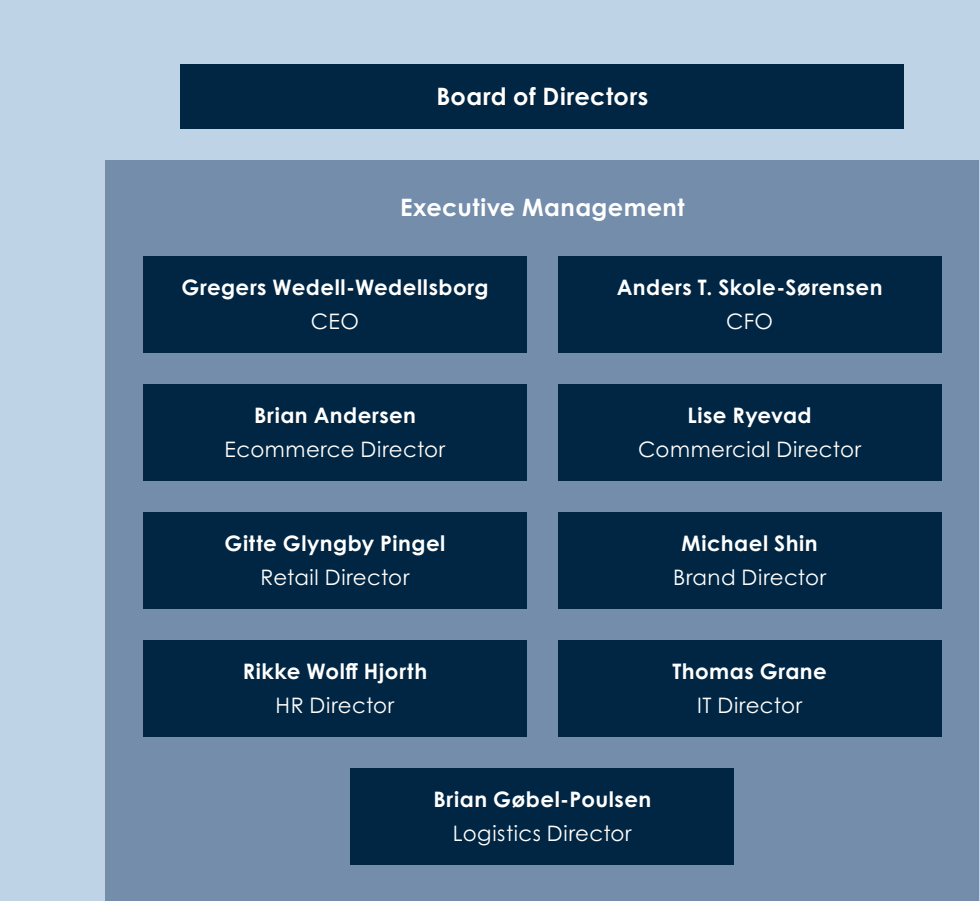 Board of Directors
Executive Management
Gregers Wedell-Wedellsborg
CEO
Anders T. Skole-Sørensen
CFO
Brian Andersen
Ecommerce Director
Lise Ryevad
Commercial Director
Gitte Glyngby Pingel
Retail Director
Michael Shin
Brand Director
Rikke Wolff Hjorth
HR Director
Thomas Grane
IT Director
Brian Gøbel-Poulsen
Logistics Director